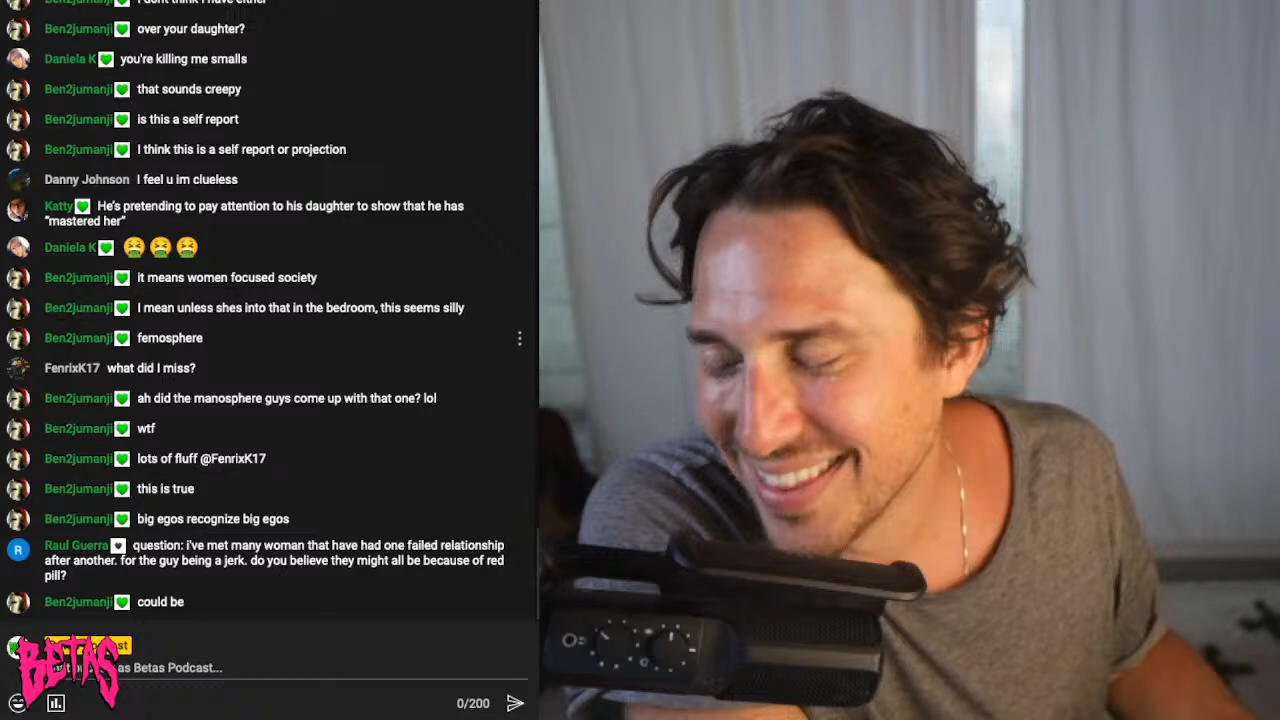 Ben2jumanji I dont think I have either
Ben2jumanji over your daughter?
Daniela K you're killing me smalls
Ben2jumanji that sounds creepy
Ben2jumanji is this a self report
Ben2jumanji I think this is a self report or projection
Danny Johnson I feel u im clueless
Katty He's pretending to pay attention to his daughter to show that he has
“mastered her”
Daniela K 🤮 🤮 🤮
Ben2jumanji it means women focused society
Ben2jumanji I mean unless shes into that in the bedroom, this seems silly
Ben2jumanji femosphere
FenrixK17 what did I miss?
Ben2jumanji ah did the manosphere guys come up with that one? lol
Ben2jumanji wtf
Ben2jumanji lots of fluff @FenrixK17
Ben2jumanji this is true
Ben2jumanji big egos recognize big egos
R Raul Guerra question: i've met many woman that have had one failed relationship
after another. for the guy being a jerk. do you believe they might all be because of red
pill?
Ben2jumanji could be
BETAS
as Betas Podcast...
0/200